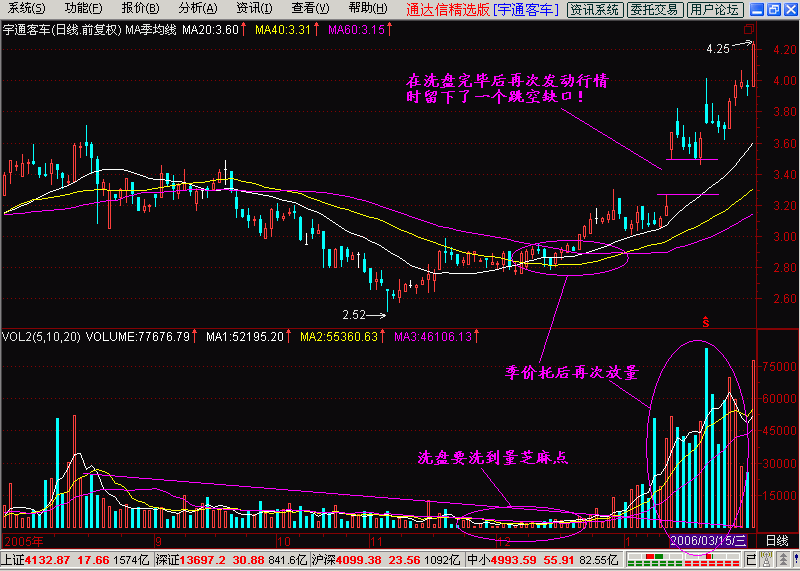 系统(S) 功能(F) 报价(B) 分析(A) 资讯(I) 查看(V) 帮助(H) 通达信精选版 [宇通客车] 资讯系统 委托交易 用户论坛
宇通客车(日线.前复权) MA季均线 MA20:3.60↑ MA40:3.31↑ MA60:3.15↑
4.25
4.20
4.00
在洗盘完毕后再次发动行情
时留下了一个跳空缺口!
3.80
3.60
3.40
3.20
3.00
2.80
2.60
2.52
VOL2(5,10,20) VOLUME:77676.79↑ MA1:52195.20↑ MA2:55360.63↑ MA3:46106.13↑
75000
季价托后再次放量
60000
45000
洗盘要洗到量芝麻点
30000
15000
2005年 9 10 11 12 1 2006/03/15/三 日线
上证4132.87 17.66 1574亿 深证13697.2 30.88 841.6亿 沪深4099.38 23.56 1092亿 中小4993.59 55.91 82.55亿